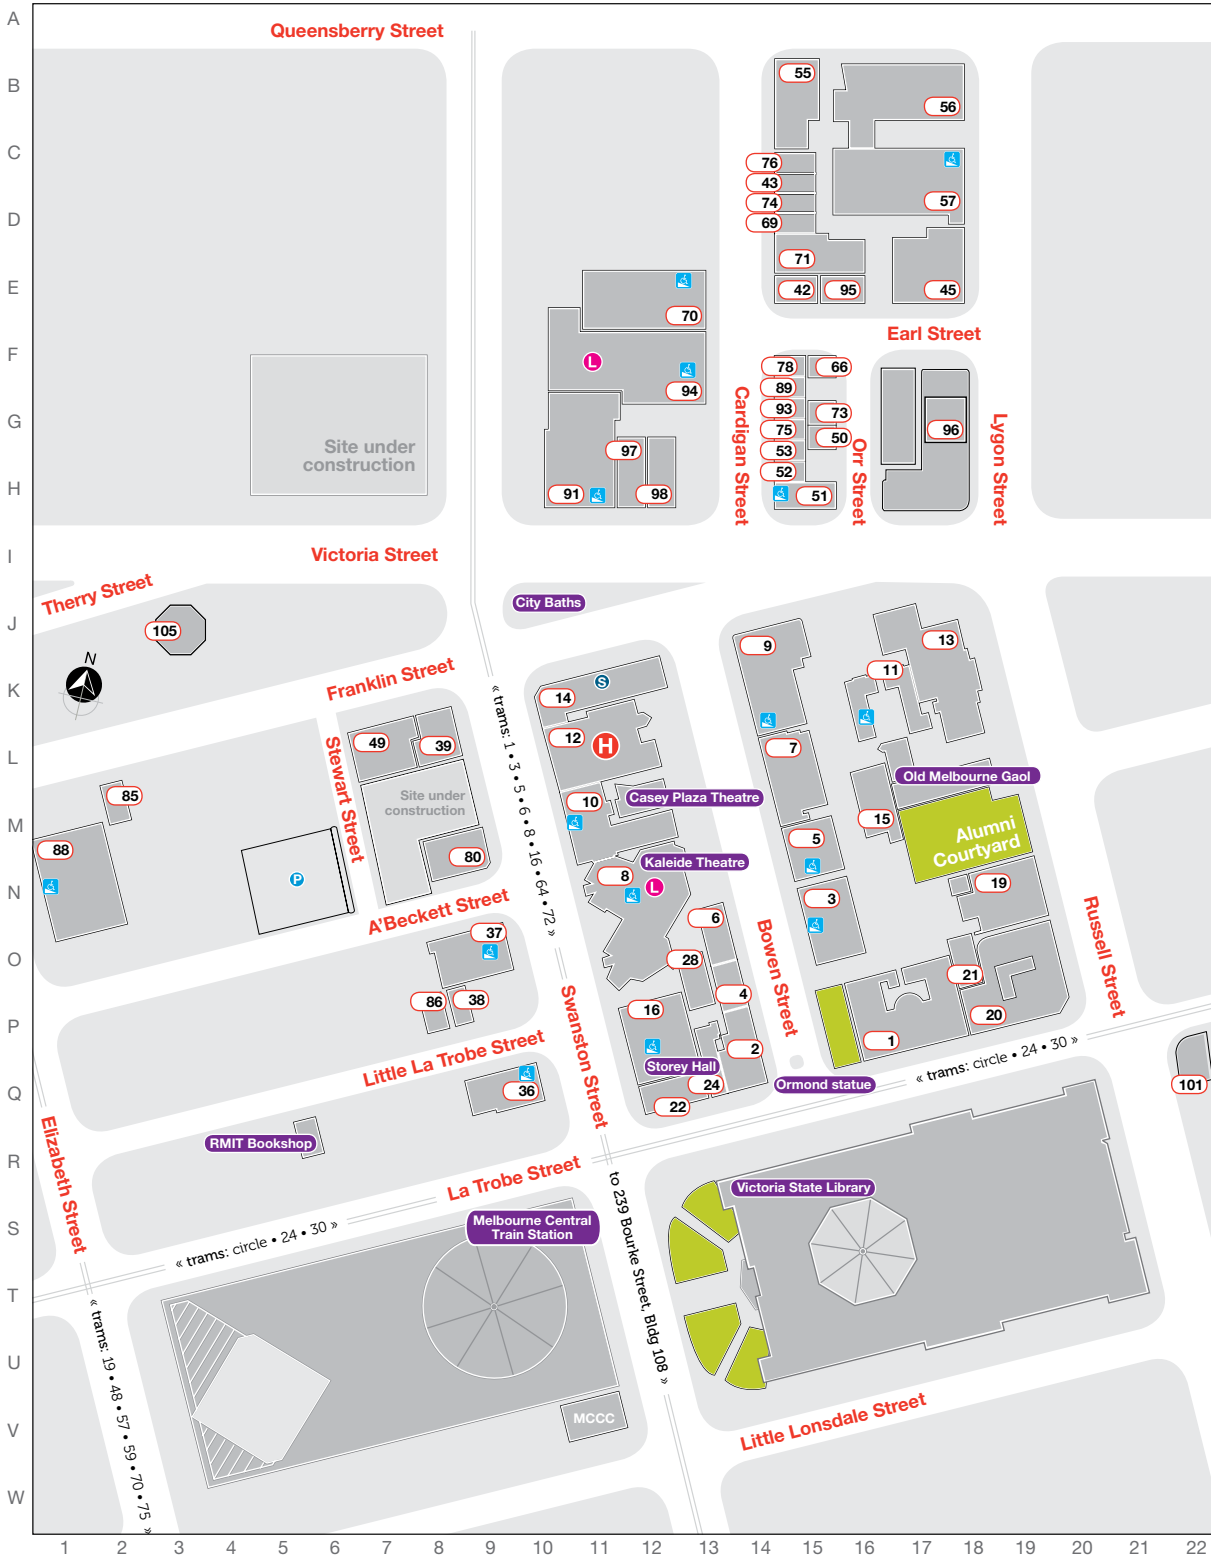 A
Queensberry Street
B
55
56
C
76
43
57
D
74
69
71
E
42
95
45
70
Earl Street
F
L
94
78
66
89
G
93
73
96
75
50
Site under
construction
97
53
52
H
91
98
51
Cardigan Street
Orr Street
Lygon Street
I
Victoria Street
Therry Street
City Baths
J
105
9
13
N
11
K
Franklin Street
14
S
49
39
12
H
7
L
Stewart Street
« trams: 1 • 3 • 5 • 6 • 8 • 16 • 64 • 72 »
Old Melbourne Gaol
85
Site under
construction
10
Casey Plaza Theatre
M
15
Alumni
Courtyard
88
80
5
Kaleide Theatre
N
P
8
L
3
19
A'Beckett Street
6
Bowen Street
Russell Street
O
37
28
21
86
38
4
16
20
P
Swanston Street
1
2
Little La Trobe Street
Storey Hall
« trams: circle • 24 • 30 »
Q
36
24
Ormond statue
101
22
Elizabeth Street
RMIT Bookshop
R
La Trobe Street
Victoria State Library
to 239 Bourke Street, Bldg 108 »
S
« trams: circle • 24 • 30 »
Melbourne Central
Train Station
T
« trams: 19 • 48 • 57 • 59 • 70 • 75 »
U
MCCC
V
Little Lonsdale Street
W
1 2 3 4 5 6 7 8 9 10 11 12 13 14 15 16 17 18 19 20 21 22